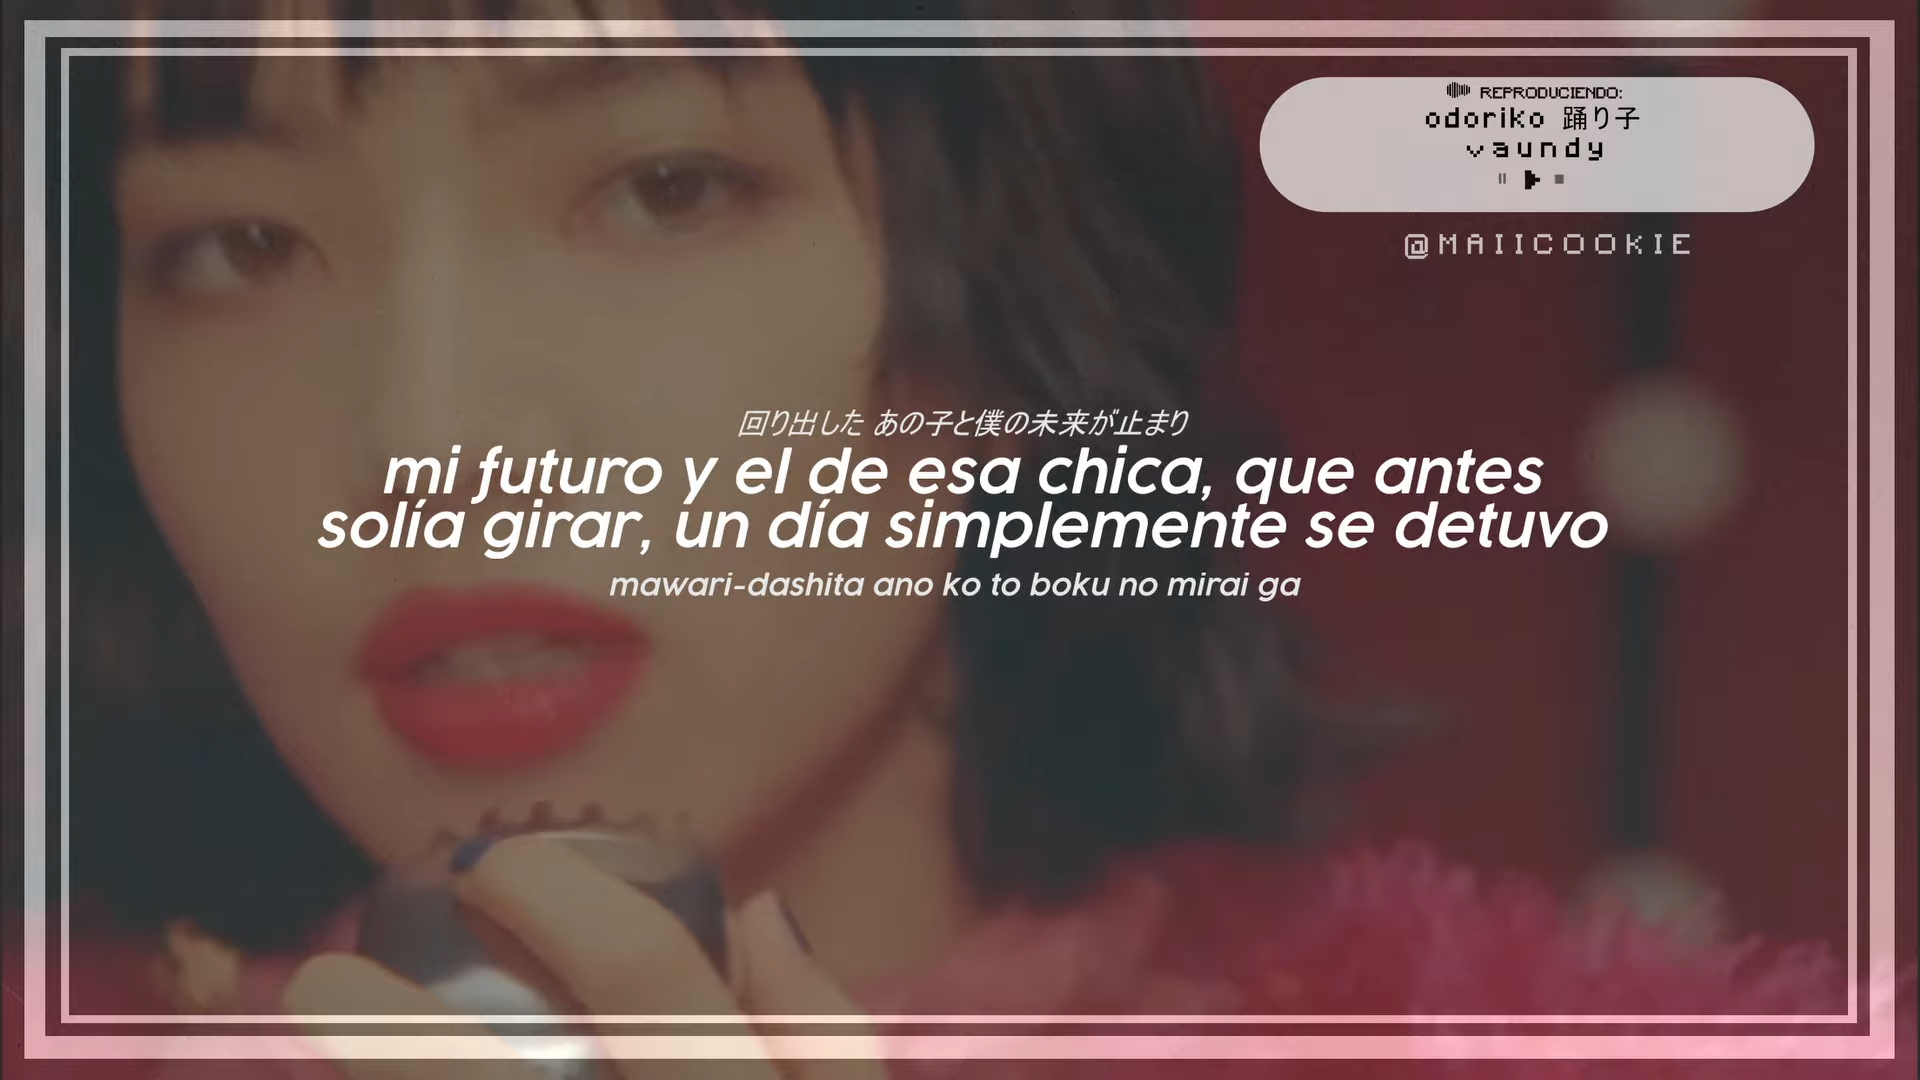 REPRODUCIENDO:
odoriko 踊り子
vaundy
@MAIICOOKIE
回り出した あの子と僕の未来が止まり
mi futuro y el de esa chica, que antes
solía girar, un día simplemente se detuvo
mawari-dashita ano ko to boku no mirai ga